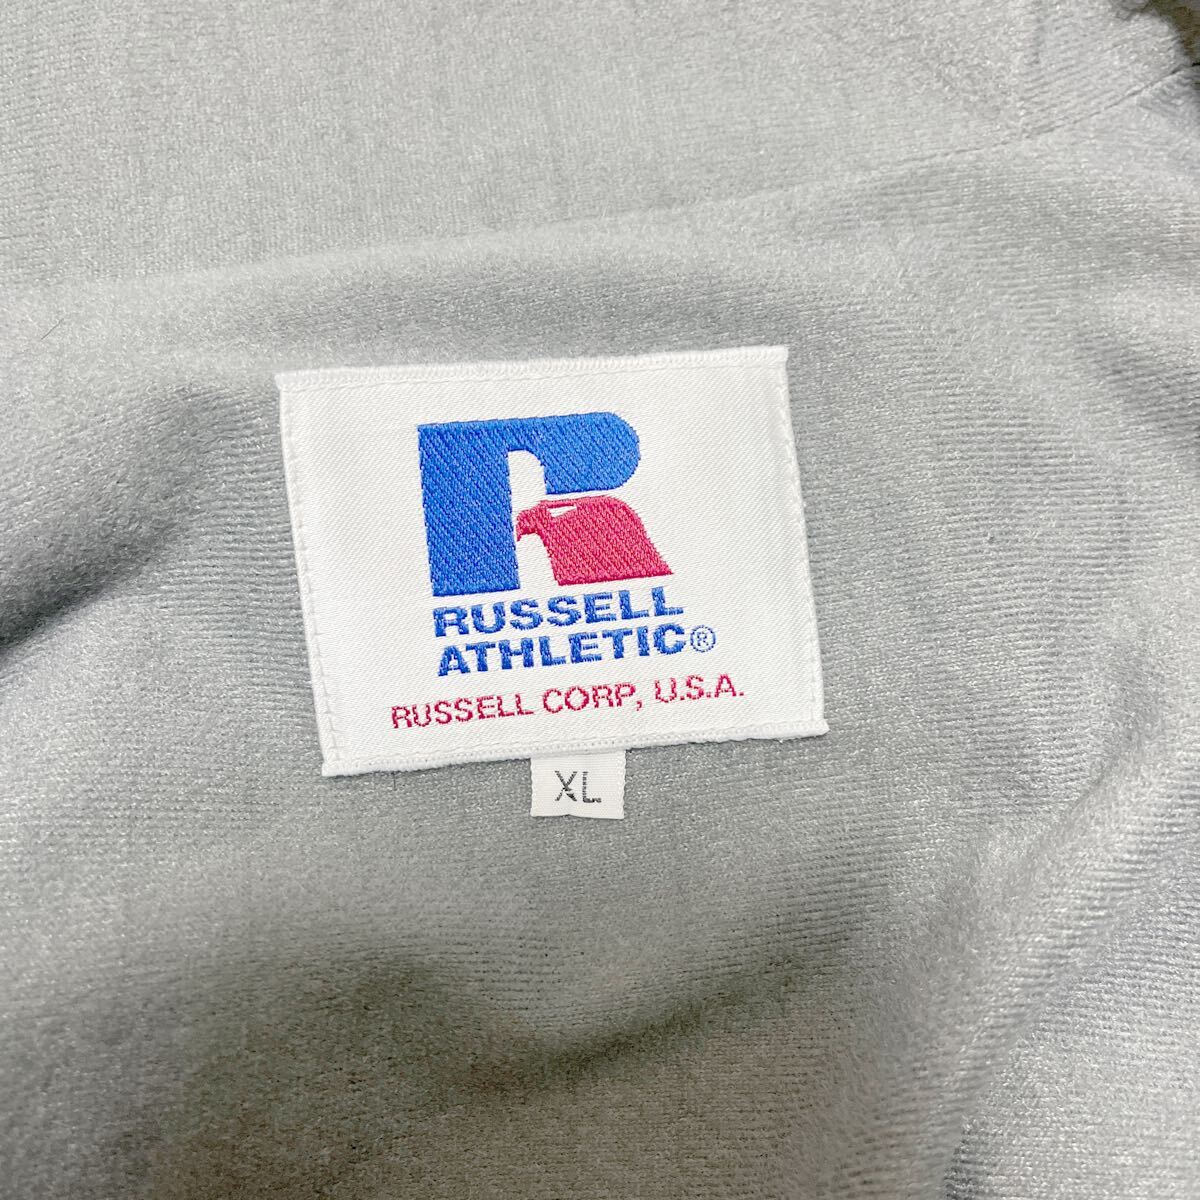 RUSSELL
ATHLETIC®
RUSSELL CORP, U.S.A.
XL